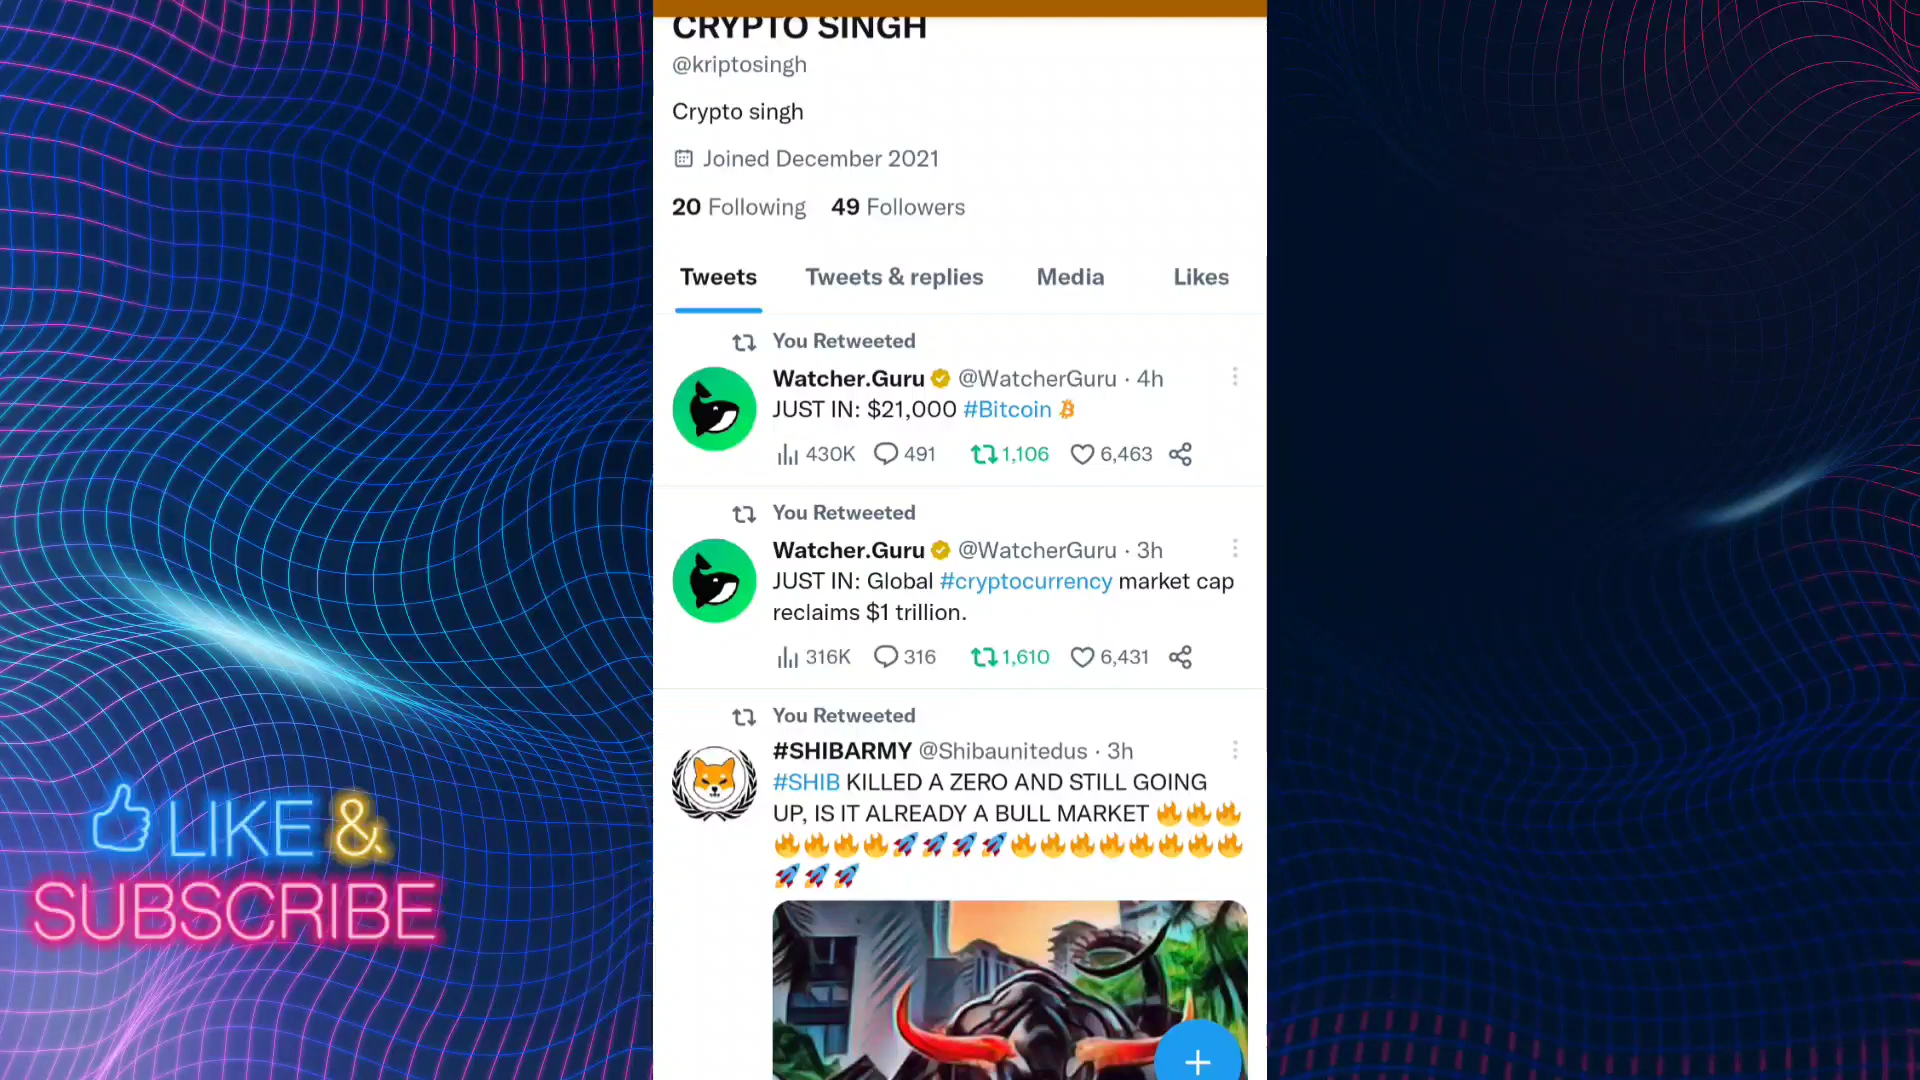 CRYPTO SINGH
@kriptosingh
Crypto singh
Joined December 2021
20 Following 49 Followers
Tweets Tweets & replies Media Likes
You Retweeted
Watcher.Guru @WatcherGuru · 4h
JUST IN: $21,000 #Bitcoin
430K 491 1,106 6,463
You Retweeted
Watcher.Guru @WatcherGuru · 3h
JUST IN: Global #cryptocurrency market cap
reclaims $1 trillion.
316K 316 1,610 6,431
You Retweeted
#SHIBARMY @Shibaunitedus · 3h
#SHIB KILLED A ZERO AND STILL GOING
UP, IS IT ALREADY A BULL MARKET 🔥🔥🔥
🔥🔥🔥🔥🚀🚀🚀🚀🔥🔥🔥🔥🔥🔥🔥🔥
🚀🚀🚀
LIKE &
SUBSCRIBE